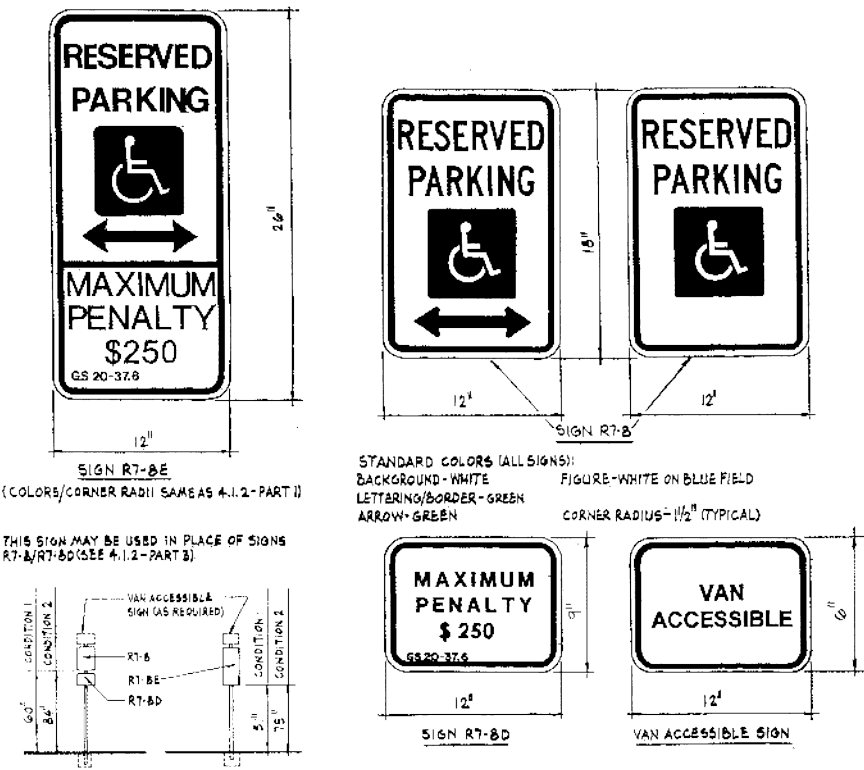 RESERVED
PARKING
MAXIMUM
PENALTY
$250
GS 20-37.6
26"
12"
SIGN R7-8E
(COLORS/CORNER RADII SAME AS 4.1.2-PART 1)
RESERVED
PARKING
18"
RESERVED
PARKING
12"
12"
SIGN R7-8
STANDARD COLORS (ALL SIGNS):
BACKGROUND-WHITE
FIGURE-WHITE ON BLUE FIELD
LETTERING/BORDER-GREEN
ARROW-GREEN
CORNER RADIUS-1 1/2" (TYPICAL)
THIS SIGN MAY BE USED IN PLACE OF SIGNS
R7-8/R7-8D (SEE 4.1.2-PART 3)
CONDITION 1
CONDITION 2
VAN ACCESSIBLE
SIGN (AS REQUIRED)
CONDITION
CONDITION 2
R7-8
R7-8E
R7-8D
60"
84"
75"
MAXIMUM
PENALTY
$ 250
GS 20-37.6
9"
12"
SIGN R7-8D
VAN
ACCESSIBLE
6"
12"
VAN ACCESSIBLE SIGN